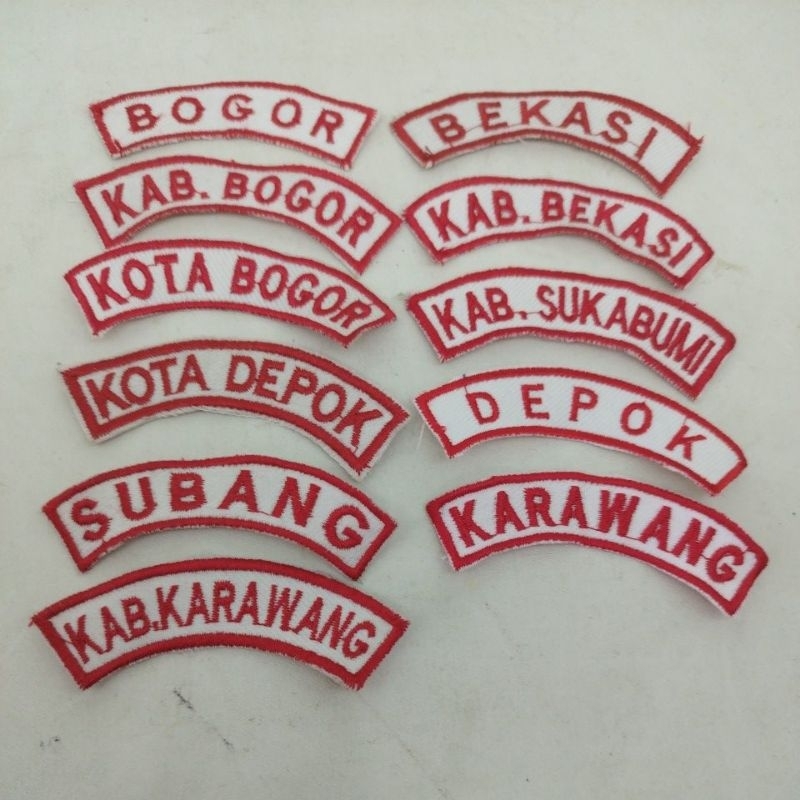 BOGOR
KAB. BOGOR
KOTA BOGOR
KOTA DEPOK
SUBANG
KAB.KARAWANG
BEKASI
KAB. BEKASI
KAB. SUKABUMI
DEPOK
KARAWANG